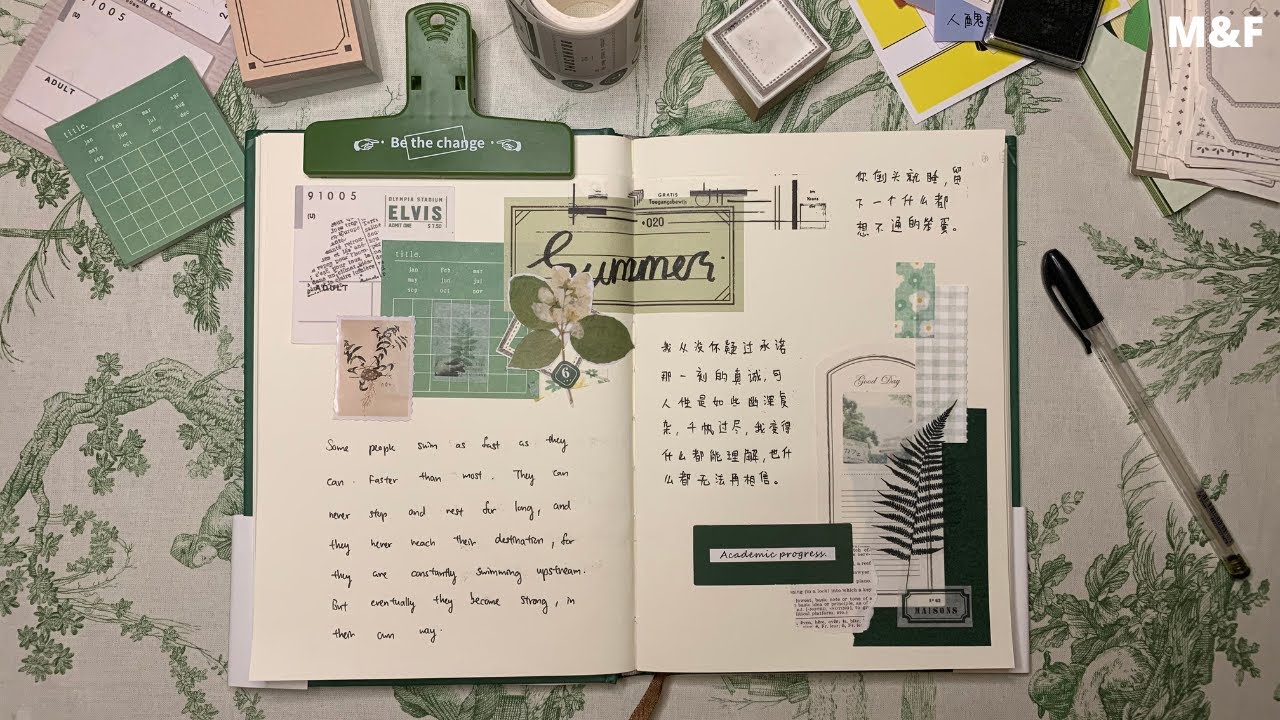 M&F
ADULT
title.
jan feb mar apr
may jun jul aug
sep oct nov dec
人醜
Be the change
91005
(U)
OLYMPIA STADIUM
ELVIS
ADMIT ONE $ 7.50
ADULT
title.
jan feb mar
may jun jul
sep oct nov
6
GRATIS
Toegangsbewijs
020
Summer.
Some people swim as fast as they
can. Faster than most. They can
never stop and rest for long, and
they never reach their destination, for
they are constantly swimming upstream.
But eventually they become strong, in
their own way
你倒头就睡,留
下一个什么都
想不通的笨蛋。
我从没怀疑过承诺
那一刻的真诚,可
人性是如此幽深复
杂,千帆过尽,我变得
什么都能理解,也什
么都无法再相信。
Good Day
Academic progress.
MAISONS